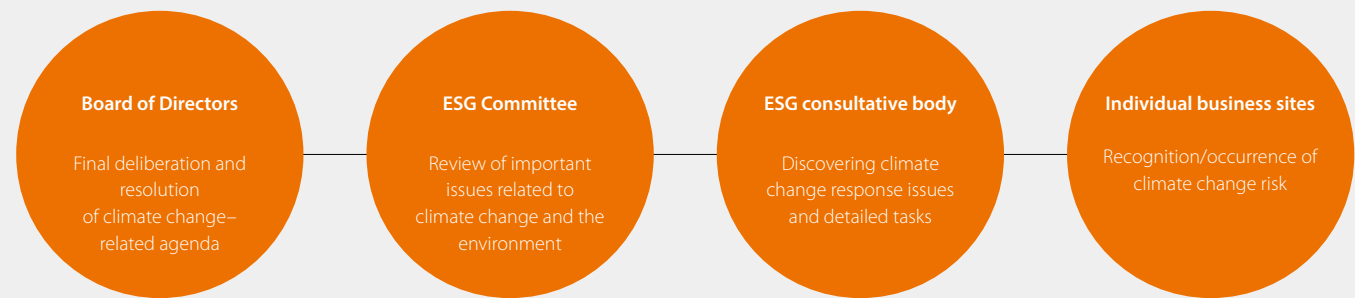 Board of Directors
Final deliberation and
resolution
of climate change–
related agenda
ESG Committee
Review of important
issues related to
climate change and the
environment
ESG consultative body
Discovering climate
change response issues
and detailed tasks
Individual business sites
Recognition/occurrence of
climate change risk